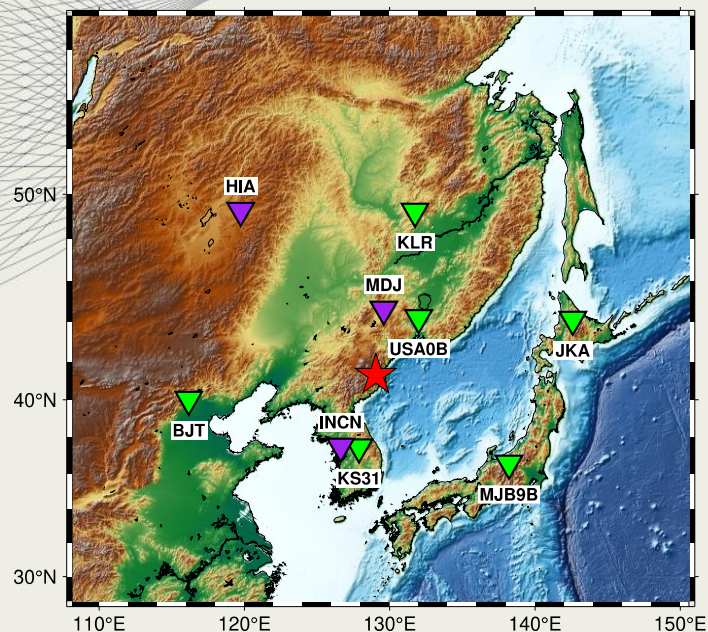 HIA
50°N
KLR
MDJ
USA0B
JKA
40°N
BJT
INCN
KS31
MJB9B
30°N
110°E
120°E
130°E
140°E
150°E